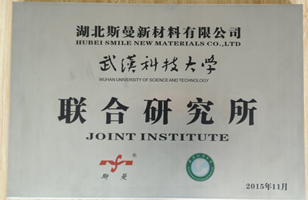 湖北斯曼新材料有限公司
HUBEI SMILE NEW MATERIALS CO.,LTD
武漢科技大学
WUHAN UNIVERSITY OF SCIENCE AND TECHNOLOGY
联合研究所
JOINT INSTITUTE
®
斯曼
2015年11月